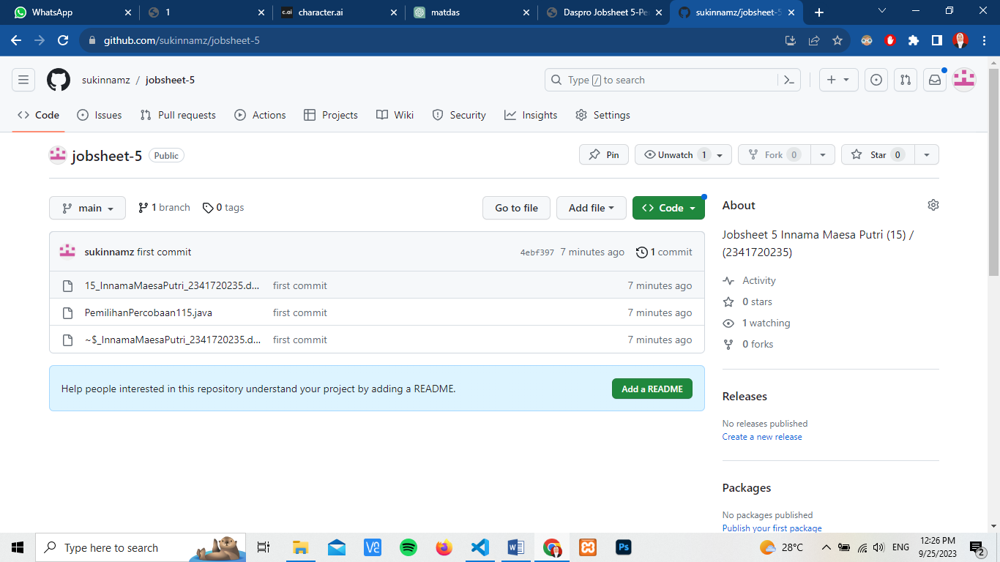 WhatsApp
1
c.ai character.ai
matdas
Daspro Jobsheet 5-Pe
sukinnamz/jobsheet-5
github.com/sukinnamz/jobsheet-5
sukinnamz / jobsheet-5
Type / to search
Code
Issues
Pull requests
Actions
Projects
Wiki
Security
Insights
Settings
jobsheet-5 Public
Pin
Unwatch 1
Fork 0
Star 0
main
1 branch
0 tags
Go to file
Add file
Code
sukinnamz first commit
4ebf397 7 minutes ago
1 commit
15_InnamaMaesaPutri_2341720235.d... first commit 7 minutes ago
PemilihanPercobaan115.java first commit 7 minutes ago
~$_InnamaMaesaPutri_2341720235.d... first commit 7 minutes ago
Help people interested in this repository understand your project by adding a README.
Add a README
About
Jobsheet 5 Innama Maesa Putri (15) /
(2341720235)
Activity
0 stars
1 watching
0 forks
Releases
No releases published
Create a new release
Packages
No packages published
Publish your first package
Type here to search
Ps
28°C
ENG
12:26 PM
9/25/2023
2